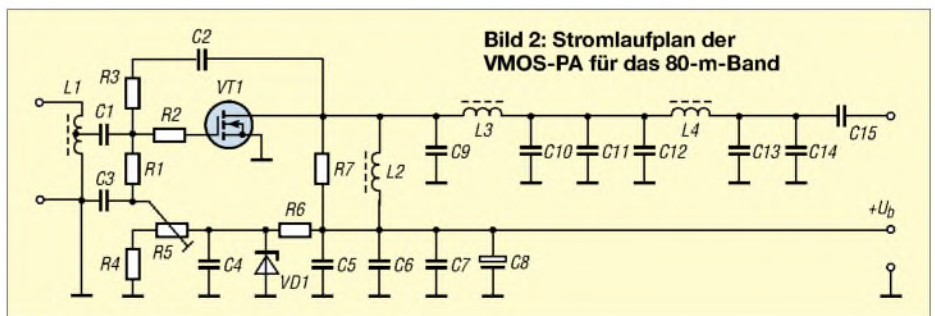 Bild 2: Stromlaufplan der
VMOS-PA für das 80-m-Band
C2
R3
VT1
L1
C1
R2
L3
L4
C15
R1
R7
L2
C9
C10
C11
C12
C13
C14
C3
R6
+Ub
R5
R4
C4
VD1
C5
C6
C7
C8